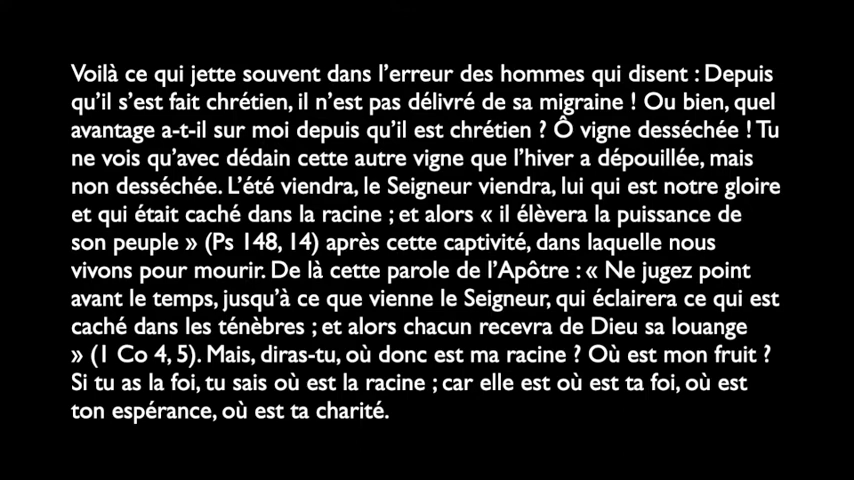 Voilà ce qui jette souvent dans l’erreur des hommes qui disent : Depuis
qu’il s’est fait chrétien, il n’est pas délivré de sa migraine ! Ou bien, quel
avantage a-t-il sur moi depuis qu’il est chrétien ? Ô vigne desséchée ! Tu
ne vois qu’avec dédain cette autre vigne que l’hiver a dépouillée, mais
non desséchée. L’été viendra, le Seigneur viendra, lui qui est notre gloire
et qui était caché dans la racine ; et alors « il élèvera la puissance de
son peuple » (Ps 148, 14) après cette captivité, dans laquelle nous
vivons pour mourir. De là cette parole de l’Apôtre : « Ne jugez point
avant le temps, jusqu’à ce que vienne le Seigneur, qui éclairera ce qui est
caché dans les ténèbres ; et alors chacun recevra de Dieu sa louange
» (1 Co 4, 5). Mais, diras-tu, où donc est ma racine ? Où est mon fruit ?
Si tu as la foi, tu sais où est la racine ; car elle est où est ta foi, où est
ton espérance, où est ta charité.